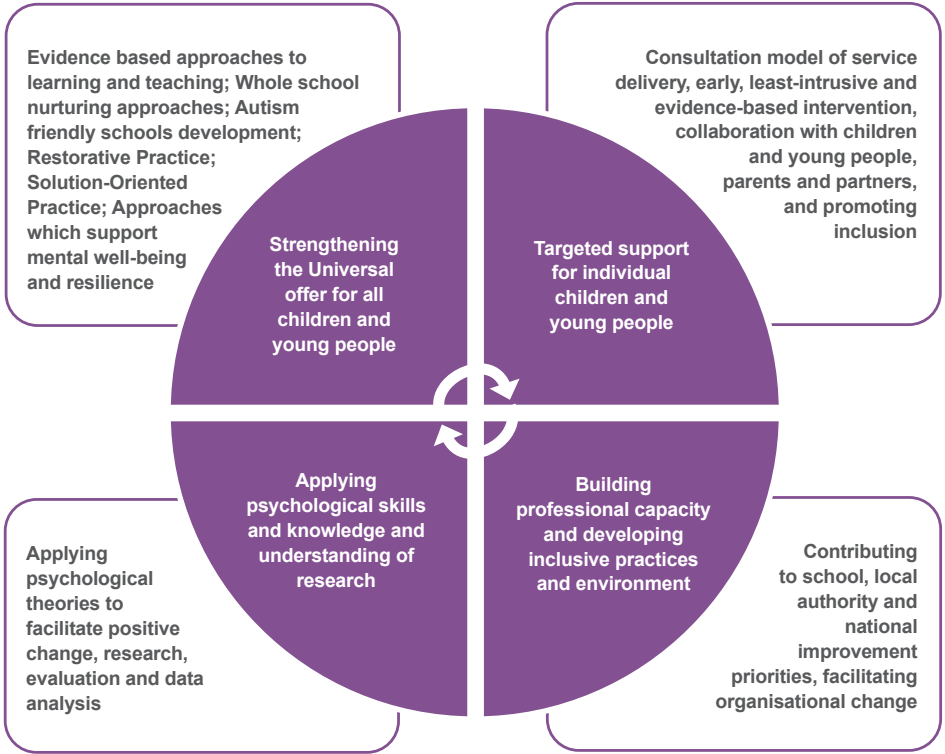 Evidence based approaches to
learning and teaching; Whole school
nurturing approaches; Autism
friendly schools development;
Restorative Practice;
Solution-Oriented
Practice; Approaches
which support
mental well-being
and resilience
Strengthening
the Universal
offer for all
children and
young people
Consultation model of service
delivery, early, least-intrusive and
evidence-based intervention,
collaboration with children
and young people,
parents and partners,
and promoting
inclusion
Targeted support
for individual
children and
young people
Applying
psychological skills
and knowledge and
understanding of
research
Applying
psychological
theories to
facilitate positive
change, research,
evaluation and data
analysis
Building
professional capacity
and developing
inclusive practices
and environment
Contributing
to school, local
authority and
national
improvement
priorities, facilitating
organisational change